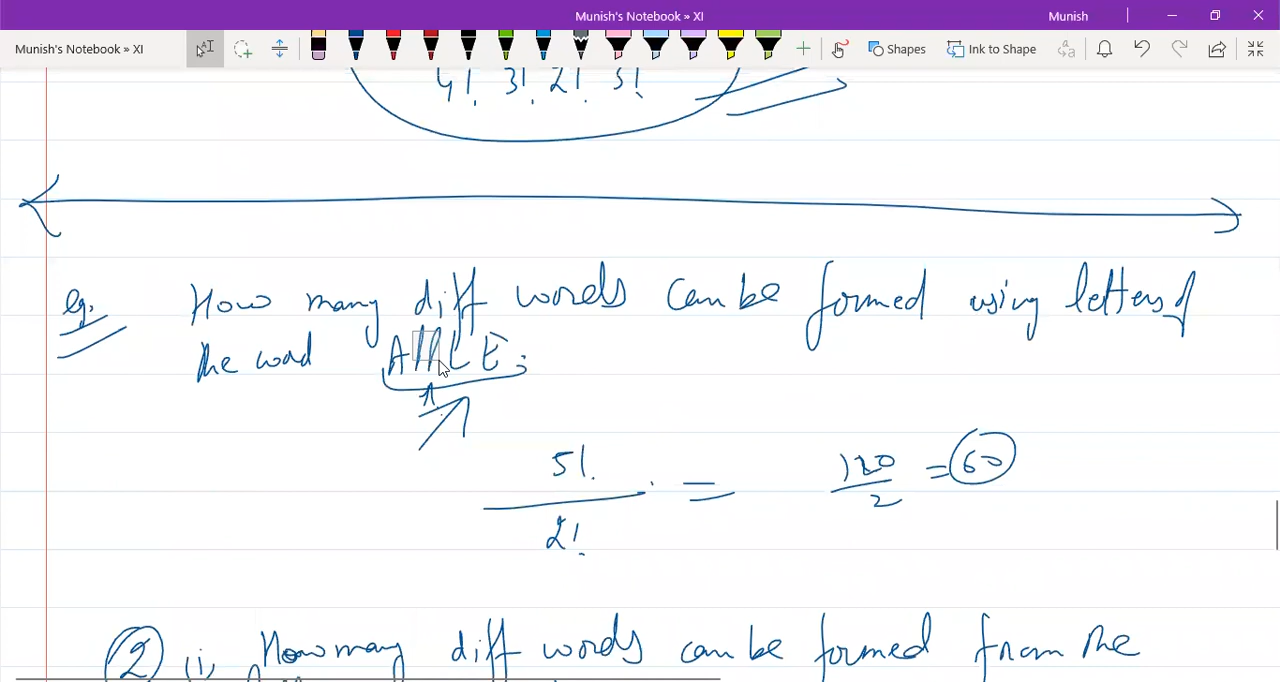 Munish's Notebook » XI
Munish
Munish's Notebook » XI
Shapes
Ink to Shape
4! 3! 2! 3!
eg. How many diff words can be formed using letters of
the word APPLE;
5!
2!
=
120
2
= 60
(2) (i) How many diff words can be formed from the